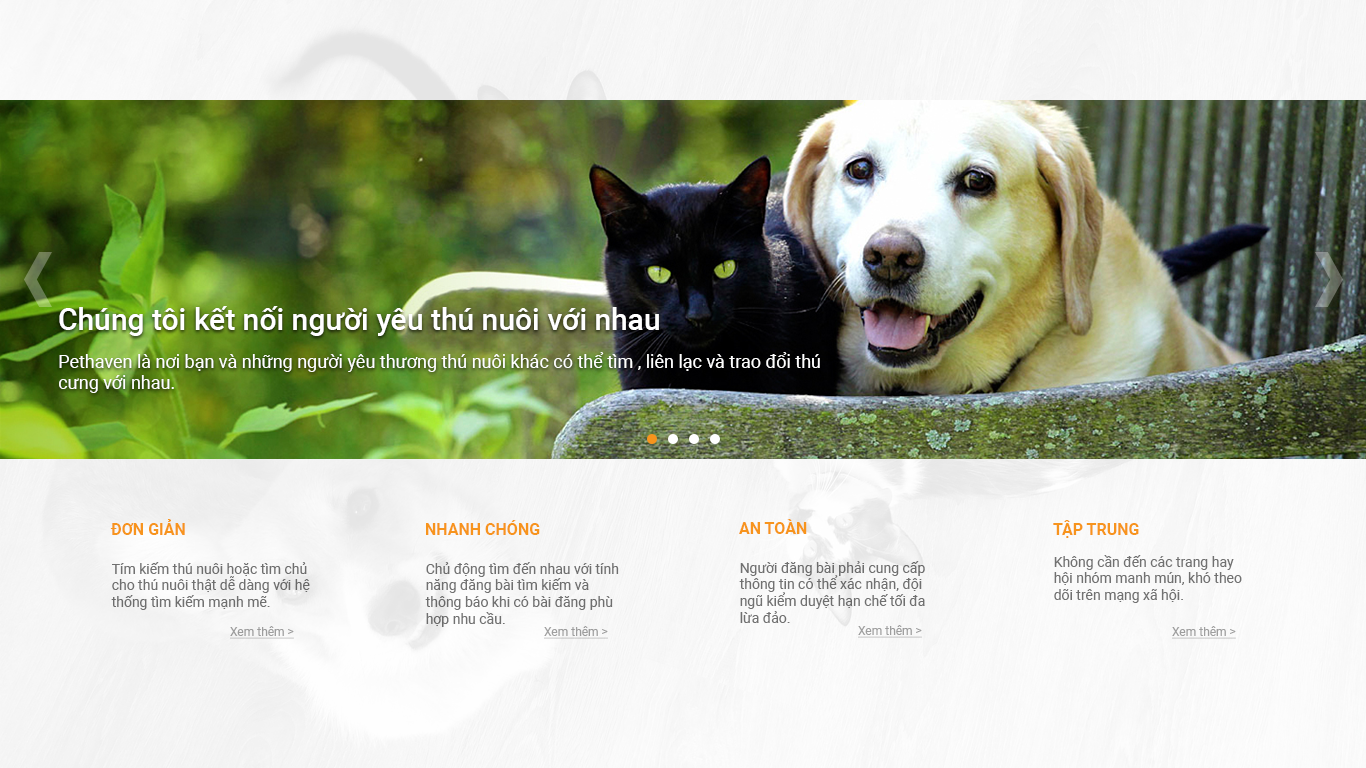 Chúng tôi kết nối người yêu thú nuôi với nhau
Pethaven là nơi bạn và những người yêu thương thú nuôi khác có thể tìm , liên lạc và trao đổi thú
cưng với nhau.
ĐƠN GIẢN
Tím kiếm thú nuôi hoặc tìm chủ
cho thú nuôi thật dễ dàng với hệ
thống tìm kiếm mạnh mẽ.
Xem thêm >
NHANH CHÓNG
Chủ động tìm đến nhau với tính
năng đăng bài tìm kiếm và
thông báo khi có bài đăng phù
hợp nhu cầu.
Xem thêm >
AN TOÀN
Người đăng bài phải cung cấp
thông tin có thể xác nhận, đội
ngũ kiểm duyệt hạn chế tối đa
lừa đảo.
Xem thêm >
TẬP TRUNG
Không cần đến các trang hay
hội nhóm manh mún, khó theo
dõi trên mạng xã hội.
Xem thêm >